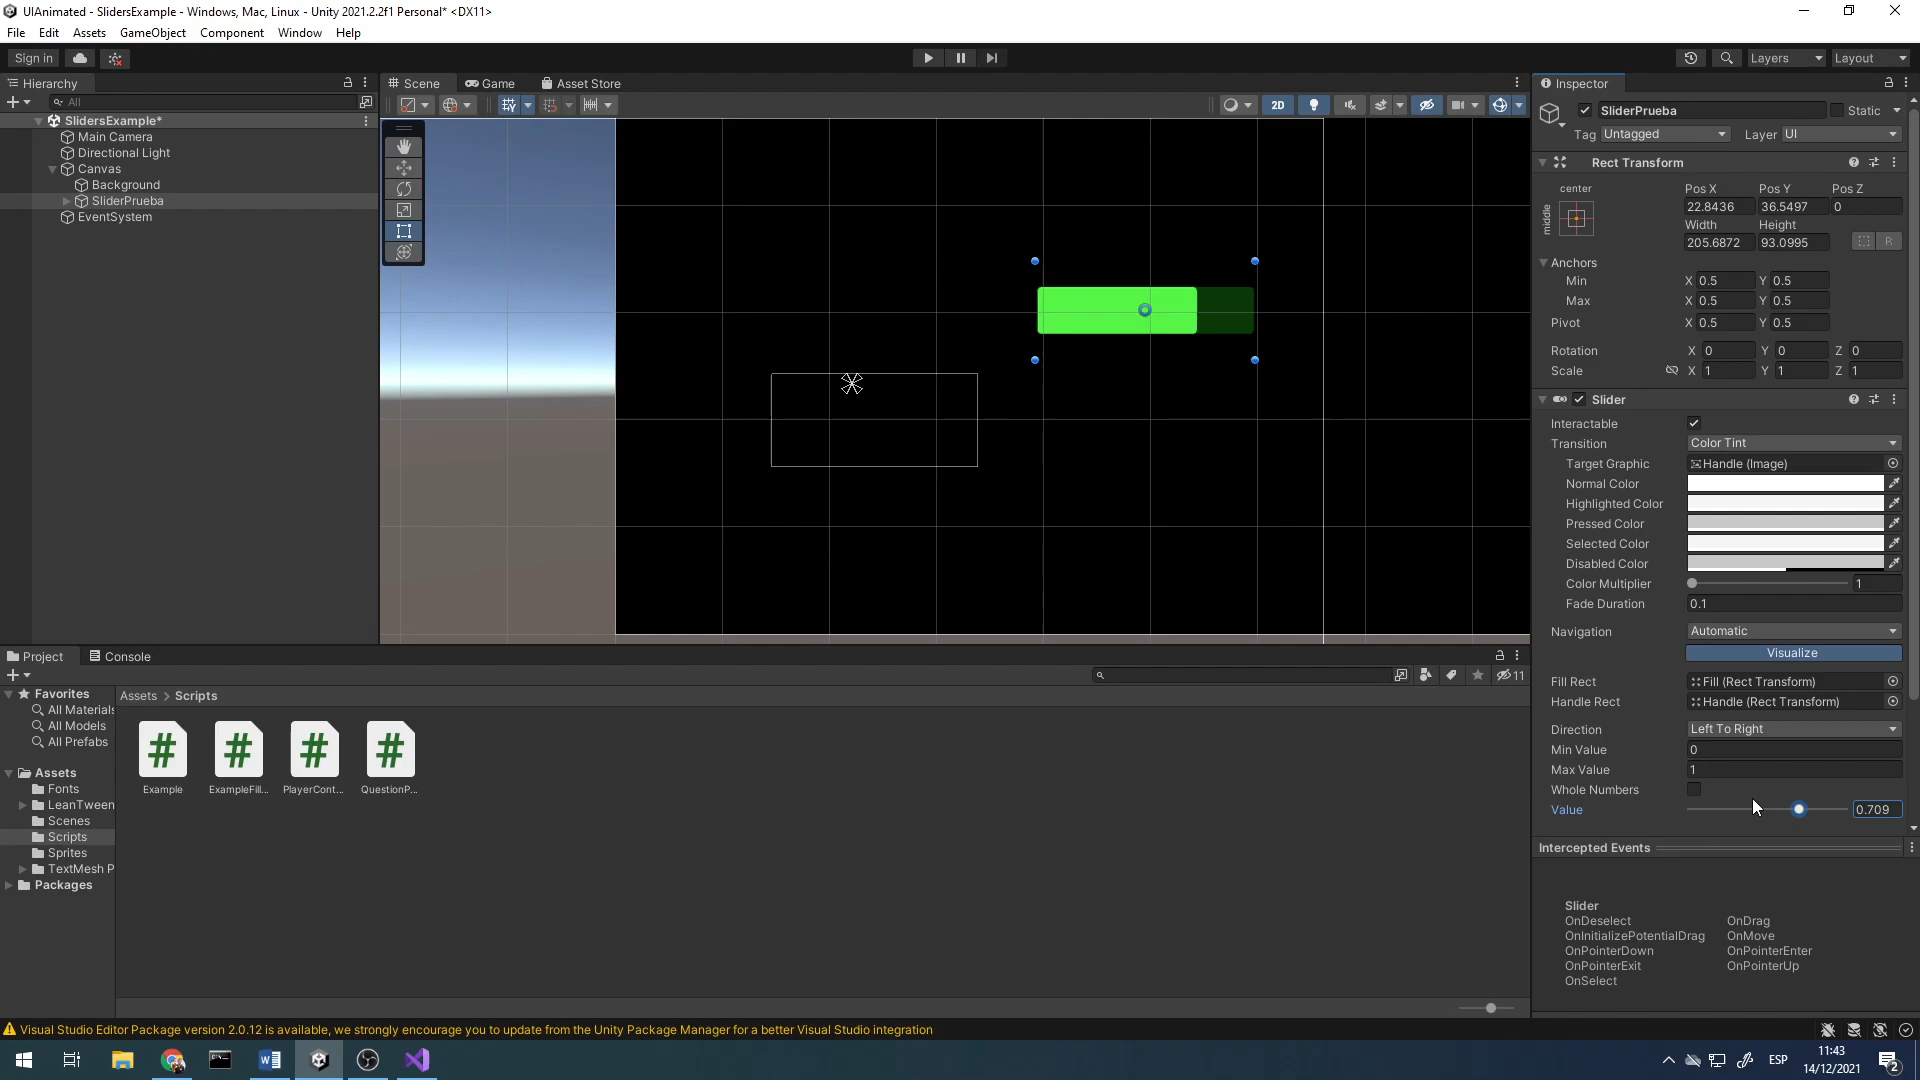 UIAnimated - SlidersExample - Windows, Mac, Linux - Unity 2021.2.2f1 Personal* <DX11>
File Edit Assets GameObject Component Window Help
Sign in
Layers Layout
Hierarchy
All
SlidersExample*
Main Camera
Directional Light
Canvas
Background
SliderPrueba
EventSystem
Scene Game Asset Store
2D
Inspector
SliderPrueba Static
Tag Untagged Layer UI
Rect Transform
center
middle
Pos X Pos Y Pos Z
22.8436 36.5497 0
Width Height
205.6872 93.0995
R
Anchors
Min X 0.5 Y 0.5
Max X 0.5 Y 0.5
Pivot X 0.5 Y 0.5
Rotation X 0 Y 0 Z 0
Scale X 1 Y 1 Z 1
Slider
Interactable
Transition Color Tint
Target Graphic Handle (Image)
Normal Color
Highlighted Color
Pressed Color
Selected Color
Disabled Color
Color Multiplier 1
Fade Duration 0.1
Navigation Automatic
Visualize
Fill Rect Fill (Rect Transform)
Handle Rect Handle (Rect Transform)
Direction Left To Right
Min Value 0
Max Value 1
Whole Numbers
Value 0.709
Intercepted Events
Slider
OnDeselect OnDrag
OnInitializePotentialDrag OnMove
OnPointerDown OnPointerEnter
OnPointerExit OnPointerUp
OnSelect
Project Console
11
Favorites
All Materials
All Models
All Prefabs
Assets
Fonts
LeanTween
Scenes
Scripts
Sprites
TextMesh P
Packages
Assets > Scripts
Example ExampleFill... PlayerCont... QuestionP...
Visual Studio Editor Package version 2.0.12 is available, we strongly encourage you to update from the Unity Package Manager for a better Visual Studio integration
ESP
11:43
14/12/2021
2